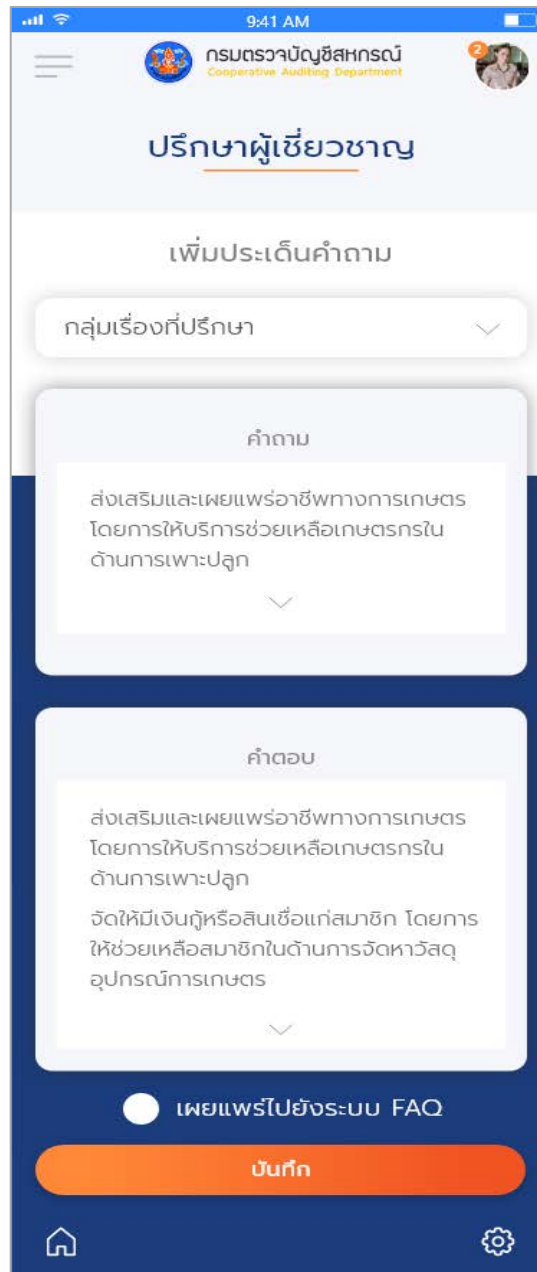 9:41 AM
กรมตรวจบัญชีสหกรณ์
Cooperative Auditing Department
2
ปรึกษาผู้เชี่ยวชาญ
เพิ่มประเด็นคำถาม
กลุ่มเรื่องที่ปรึกษา
คำถาม
ส่งเสริมและเผยแพร่อาชีพทางการเกษตร
โดยการให้บริการช่วยเหลือเกษตรกรใน
ด้านการเพาะปลูก
คำตอบ
ส่งเสริมและเผยแพร่อาชีพทางการเกษตร
โดยการให้บริการช่วยเหลือเกษตรกรใน
ด้านการเพาะปลูก
จัดให้มีเงินกู้หรือสินเชื่อแก่สมาชิก โดยการ
ให้ช่วยเหลือสมาชิกในด้านการจัดหาวัสดุ
อุปกรณ์การเกษตร
เผยแพร่ไปยังระบบ FAQ
บันทึก